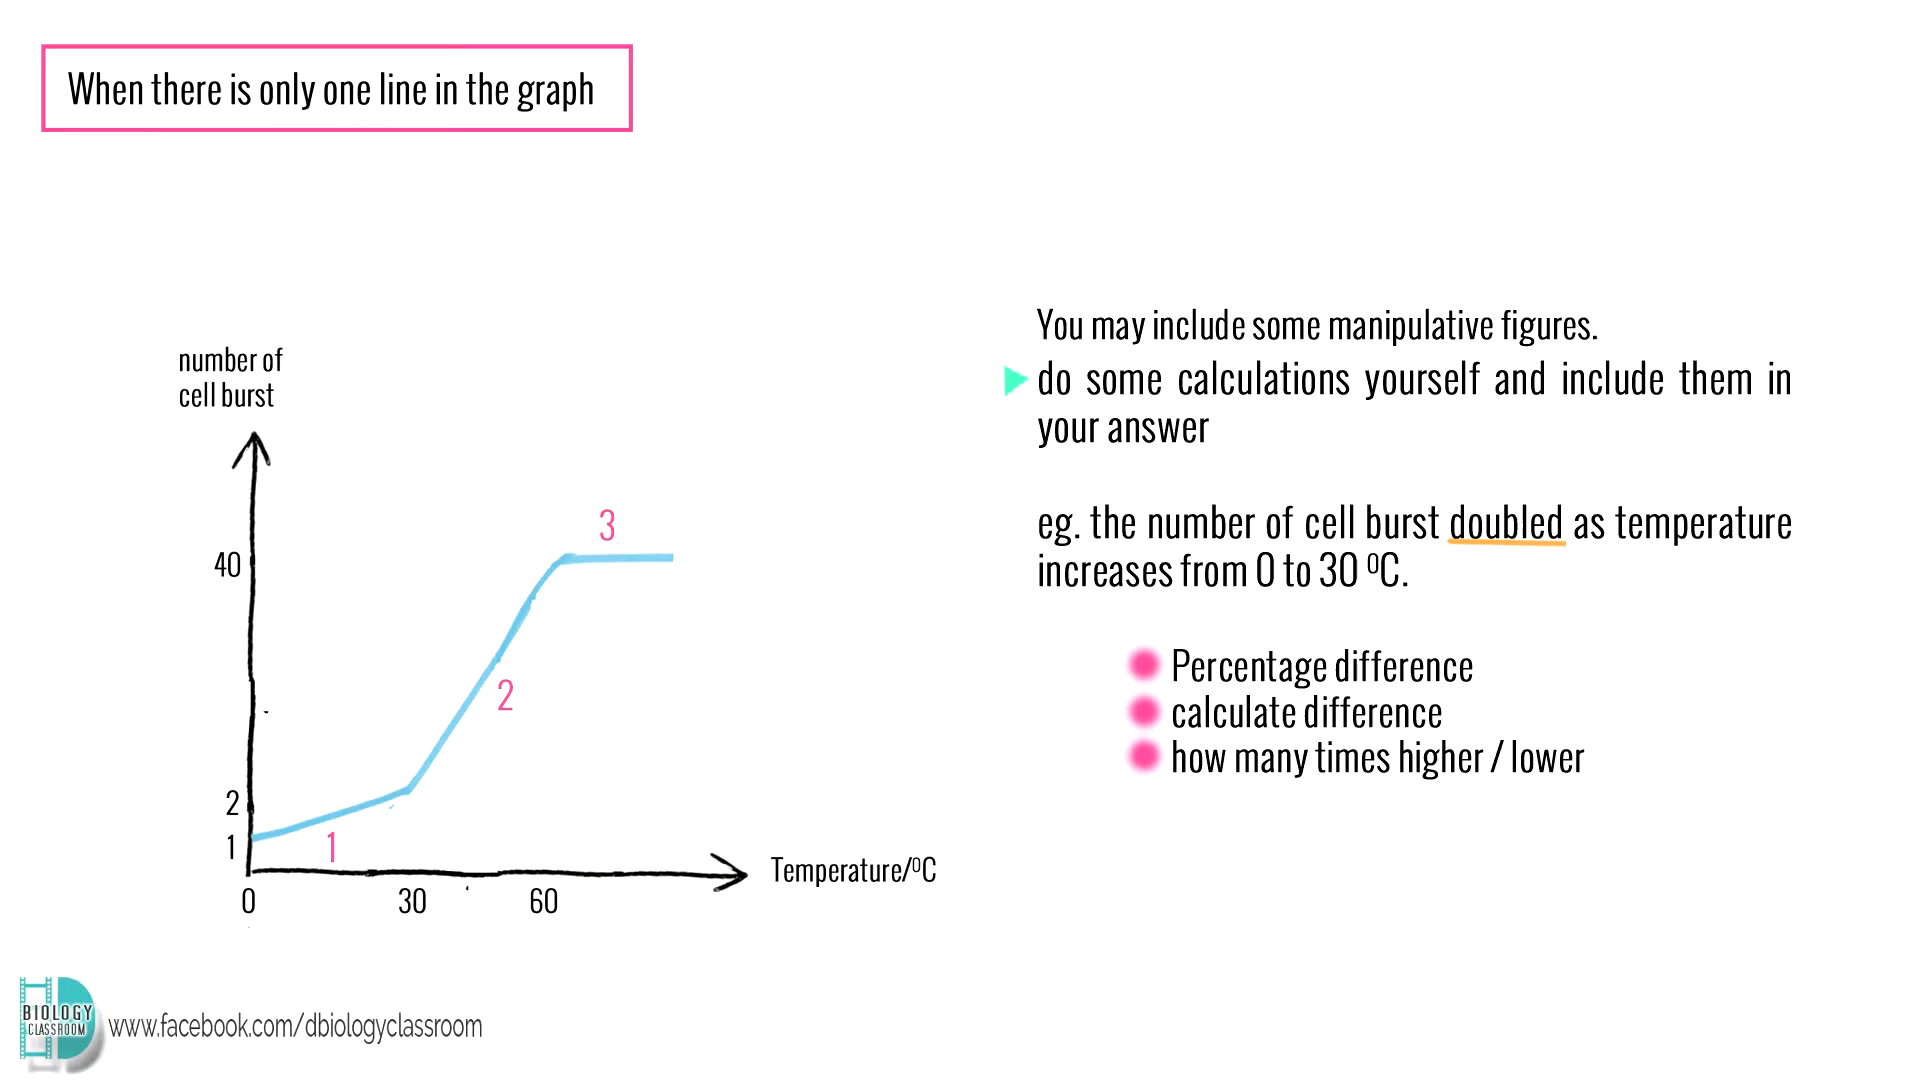 When there is only one line in the graph
number of
cell burst
40
2
1
0
30
60
Temperature/⁰C
1
2
3
You may include some manipulative figures.
do some calculations yourself and include them in
your answer
eg. the number of cell burst doubled as temperature
increases from 0 to 30 ⁰C.
Percentage difference
calculate difference
how many times higher / lower
BIOLOGY
CLASSROOM
www.facebook.com/dbiologyclassroom